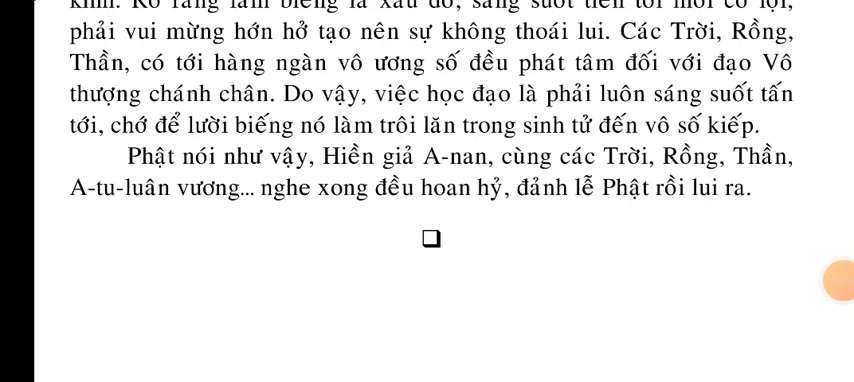 phải vui mừng hớn hở tạo nên sự không thoái lui. Các Trời, Rồng,
Thần, có tới hàng ngàn vô ương số đều phát tâm đối với đạo Vô
thượng chánh chân. Do vậy, việc học đạo là phải luôn sáng suốt tấn
tới, chớ để lười biếng nó làm trôi lăn trong sinh tử đến vô số kiếp.
Phật nói như vậy, Hiền giả A-nan, cùng các Trời, Rồng, Thần,
A-tu-luân vương... nghe xong đều hoan hỷ, đảnh lễ Phật rồi lui ra.